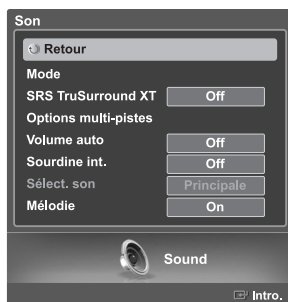 Son
Retour
Mode
SRS TruSurround XT Off
Options multi-pistes
Volume auto Off
Sourdine int. Off
Sélect. son Principale
Mélodie On
Sound
Intro.